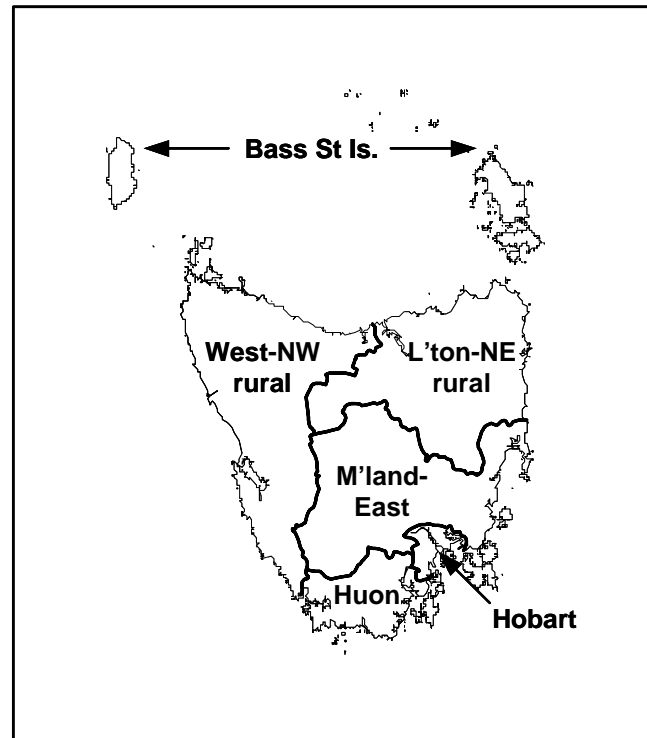 Bass St Is.
West-NW
rural
L'ton-NE
rural
M'land-
East
Huon
Hobart